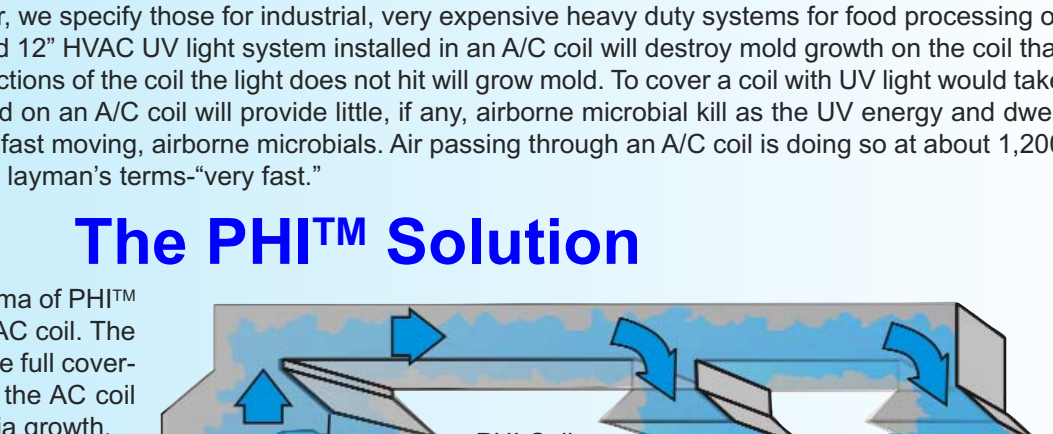 r, we specify those for industrial, very expensive heavy duty systems for food processing o
d 12” HVAC UV light system installed in an A/C coil will destroy mold growth on the coil tha
ctions of the coil the light does not hit will grow mold. To cover a coil with UV light would take
d on an A/C coil will provide little, if any, airborne microbial kill as the UV energy and dwe
fast moving, airborne microbials. Air passing through an A/C coil is doing so at about 1,200
layman’s terms-“very fast.”
The PHI™ Solution
ma of PHI™
AC coil. The
e full cover-
the AC coil
ia growth.